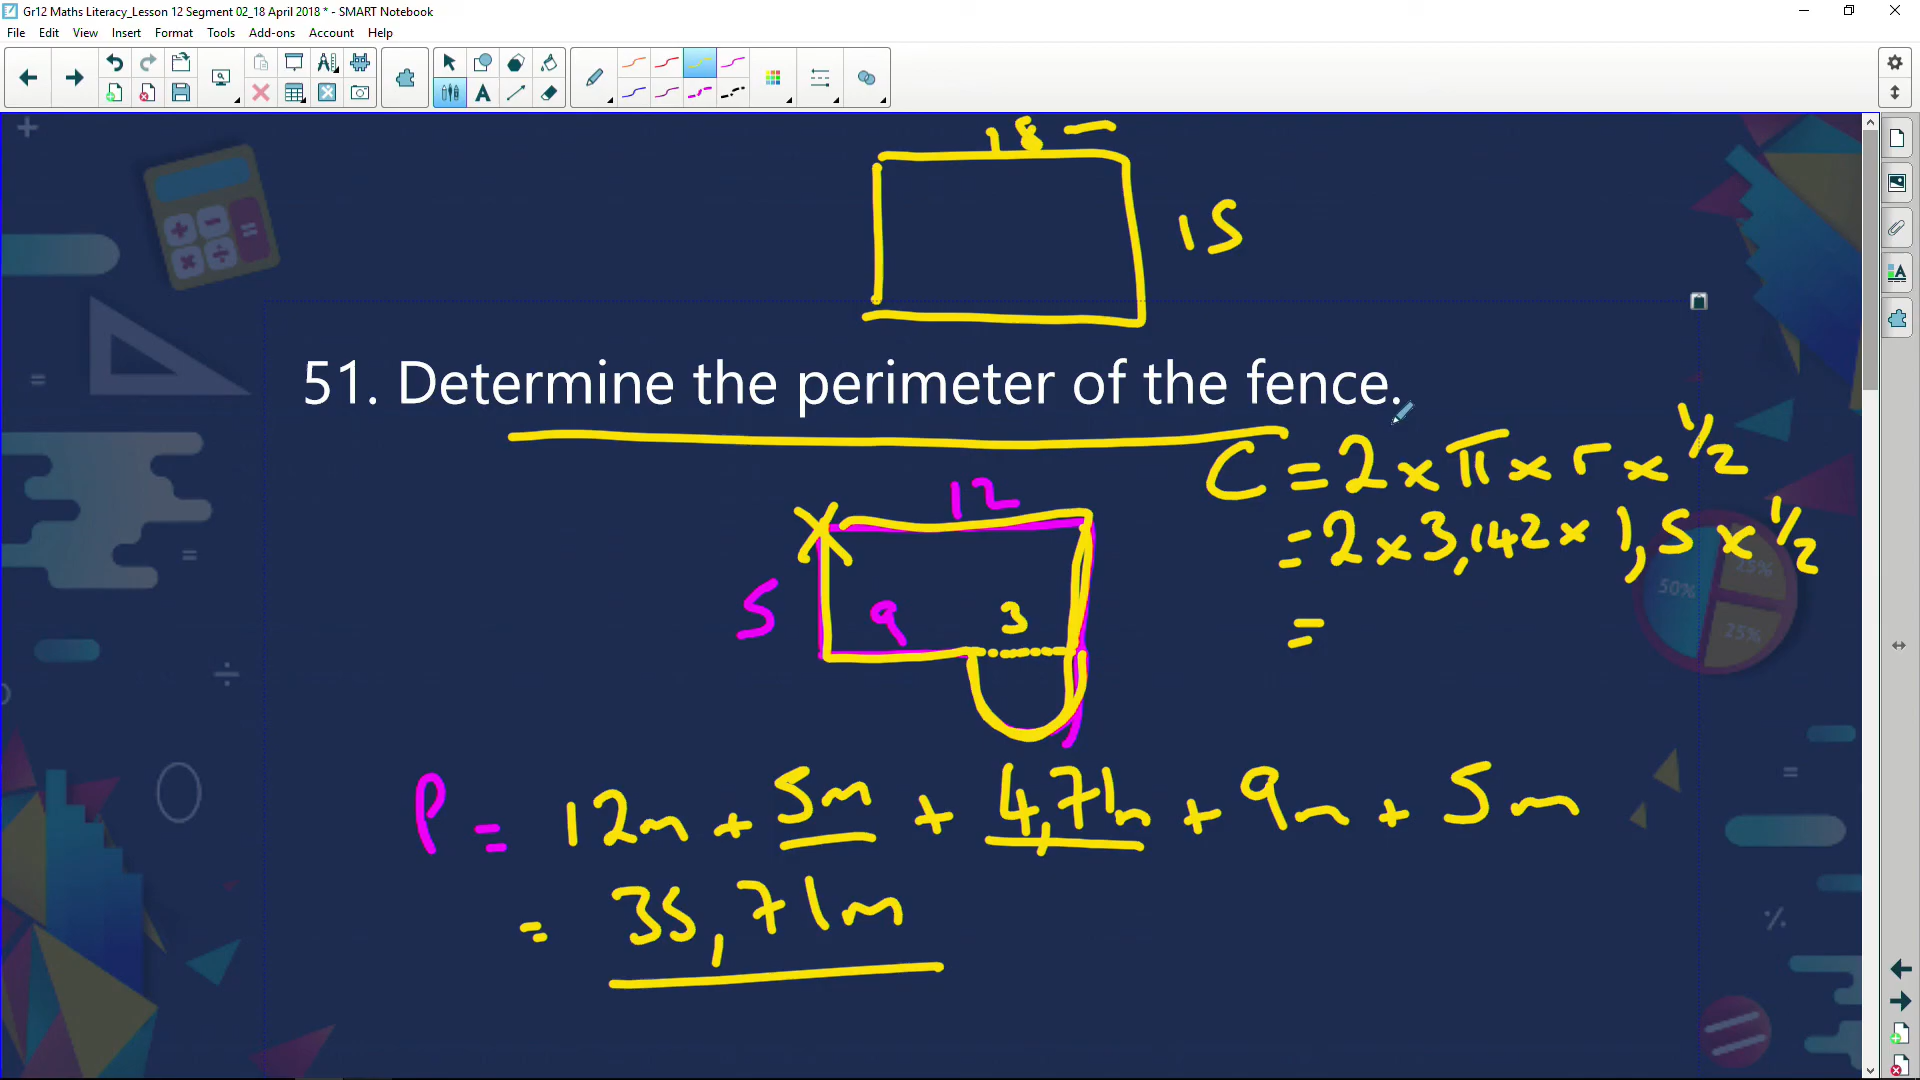 Gr12 Maths Literacy_Lesson 12 Segment 02_18 April 2018 * - SMART Notebook
File Edit View Insert Format Tools Add-ons Account Help
18
15
51. Determine the perimeter of the fence.
C = 2 × π × r × 1/2
= 2 × 3,142 × 1,5 × 1/2
=
12
5
9
3
50%
25%
25%
P = 12m + 5m + 4,71m + 9m + 5m
= 35,71m